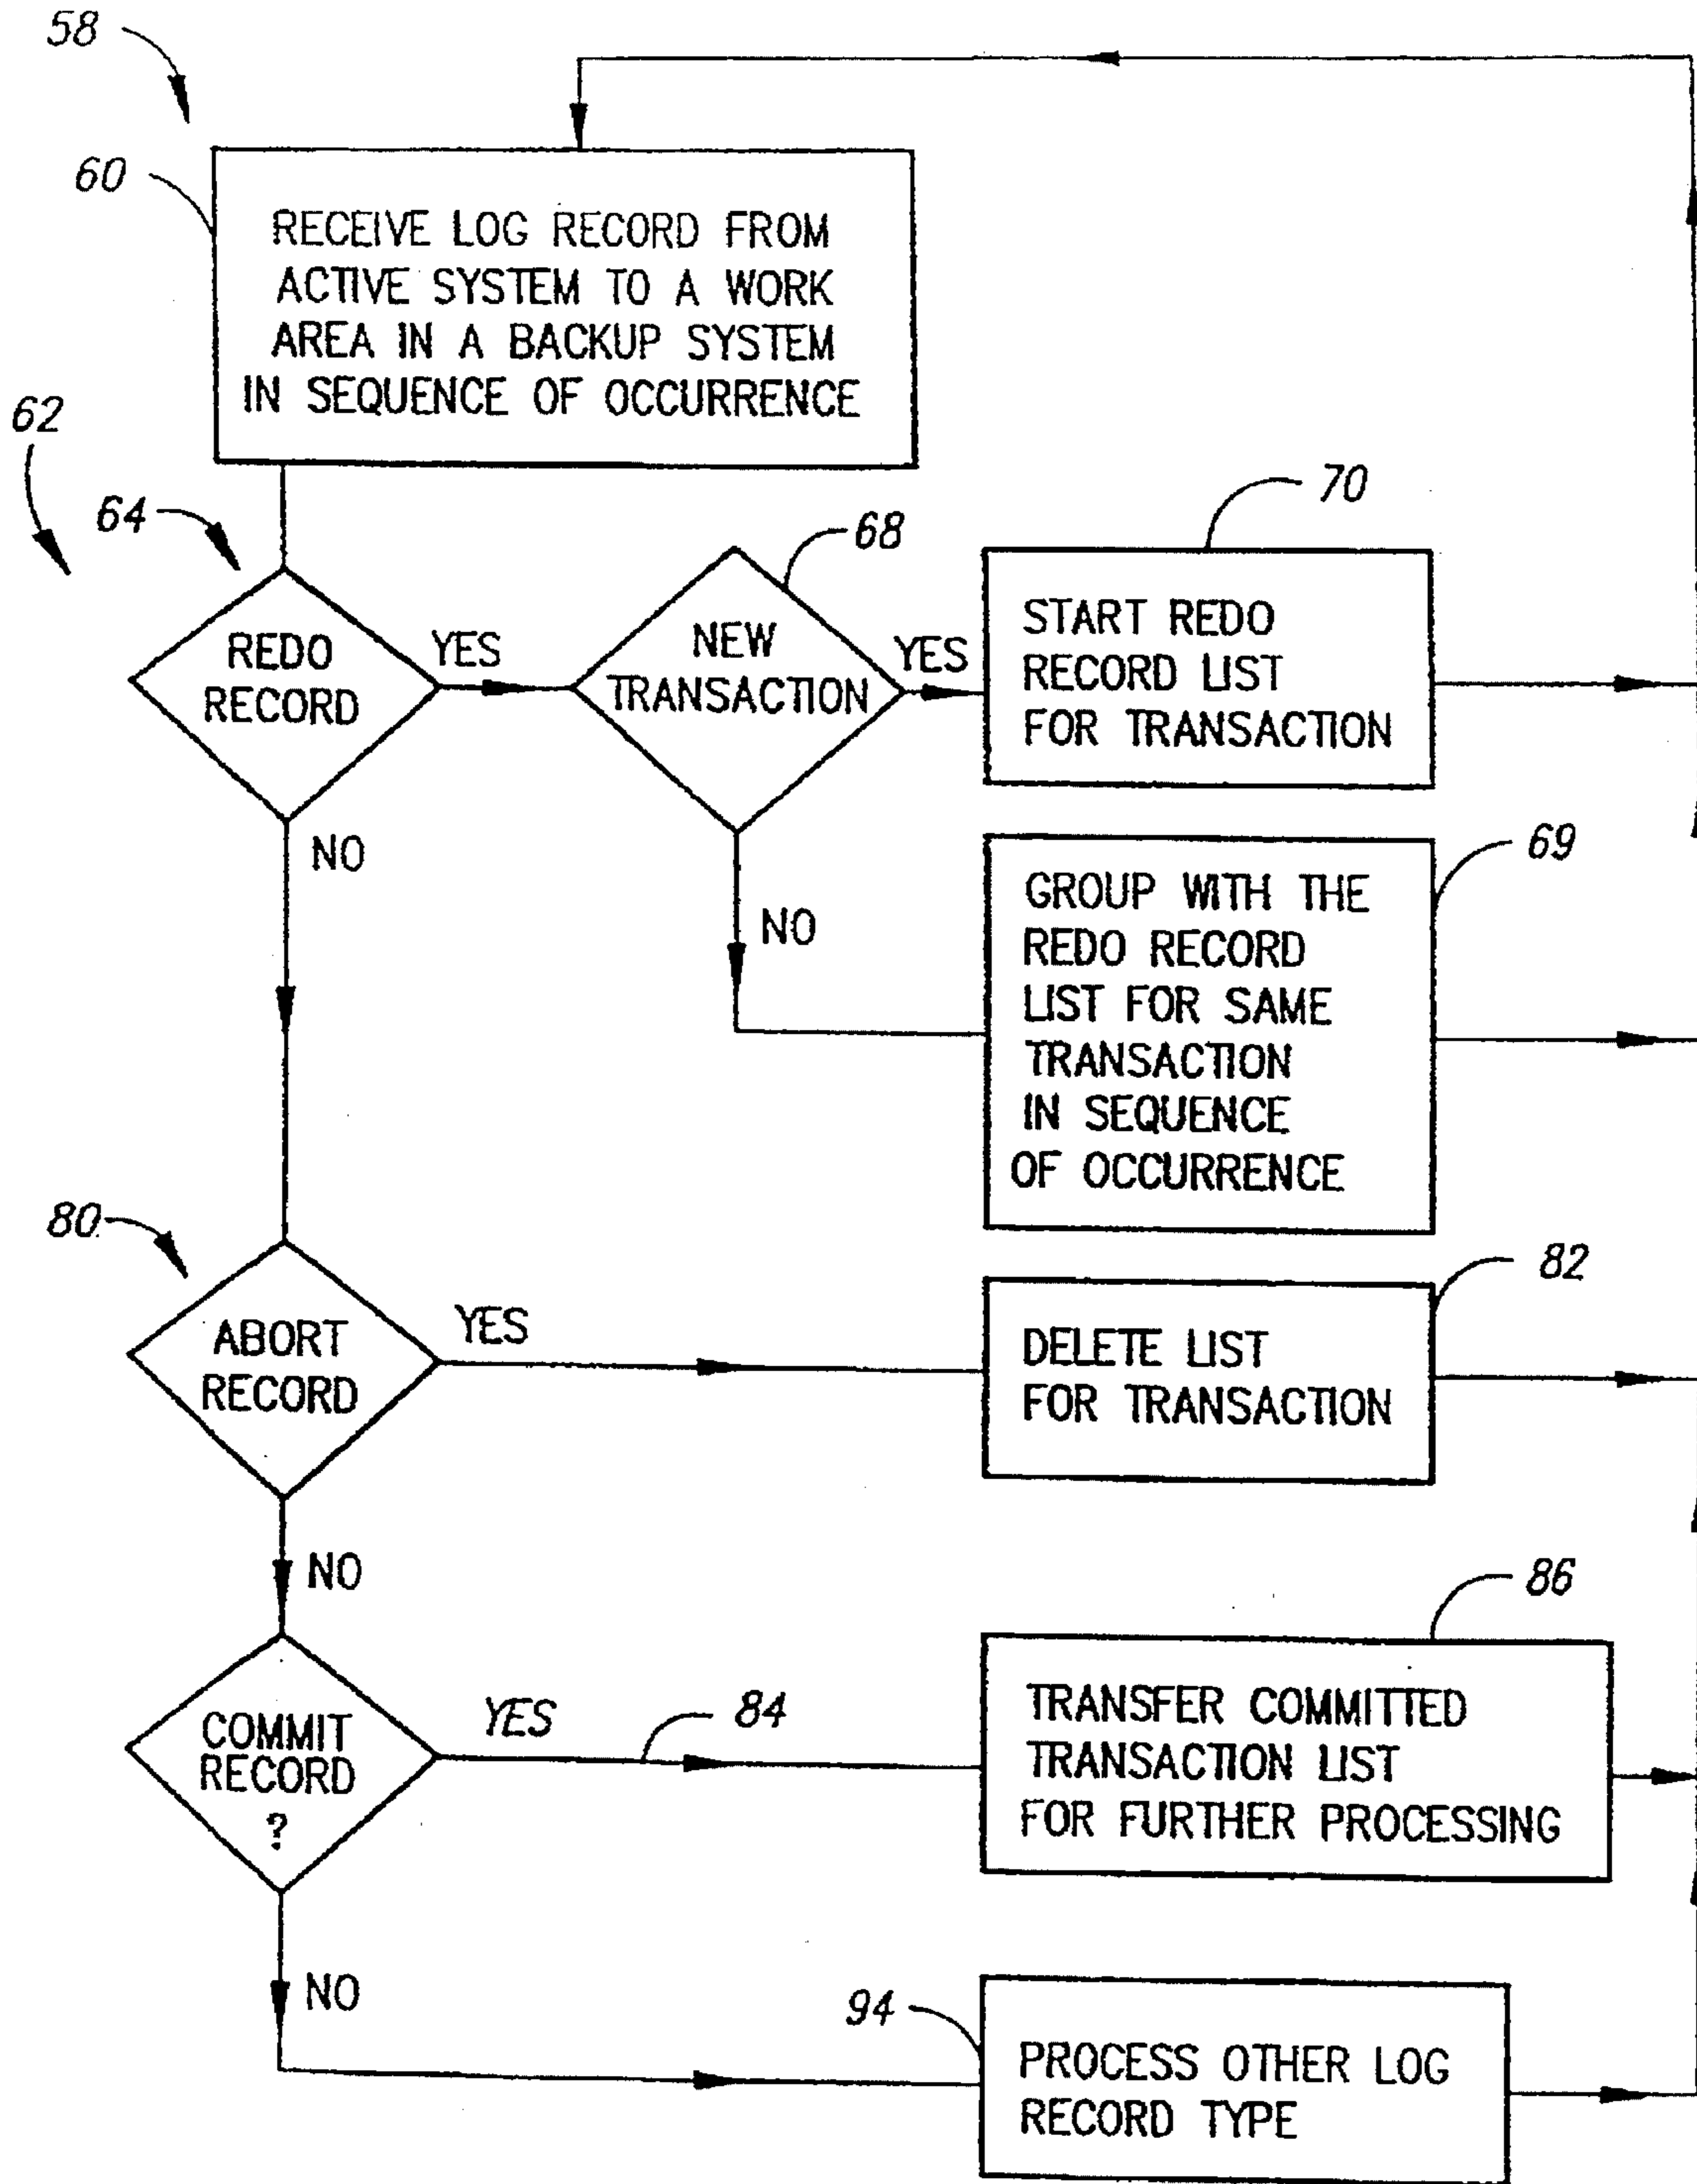 58
60
RECEIVE LOG RECORD FROM
ACTIVE SYSTEM TO A WORK
AREA IN A BACKUP SYSTEM
IN SEQUENCE OF OCCURRENCE
62
64
REDO
RECORD
YES
NO
68
NEW
TRANSACTION
YES
NO
70
START REDO
RECORD LIST
FOR TRANSACTION
69
GROUP WITH THE
REDO RECORD
LIST FOR SAME
TRANSACTION
IN SEQUENCE
OF OCCURRENCE
80
ABORT
RECORD
YES
NO
82
DELETE LIST
FOR TRANSACTION
COMMIT
RECORD
?
YES
84
NO
86
TRANSFER COMMITTED
TRANSACTION LIST
FOR FURTHER PROCESSING
94
PROCESS OTHER LOG
RECORD TYPE